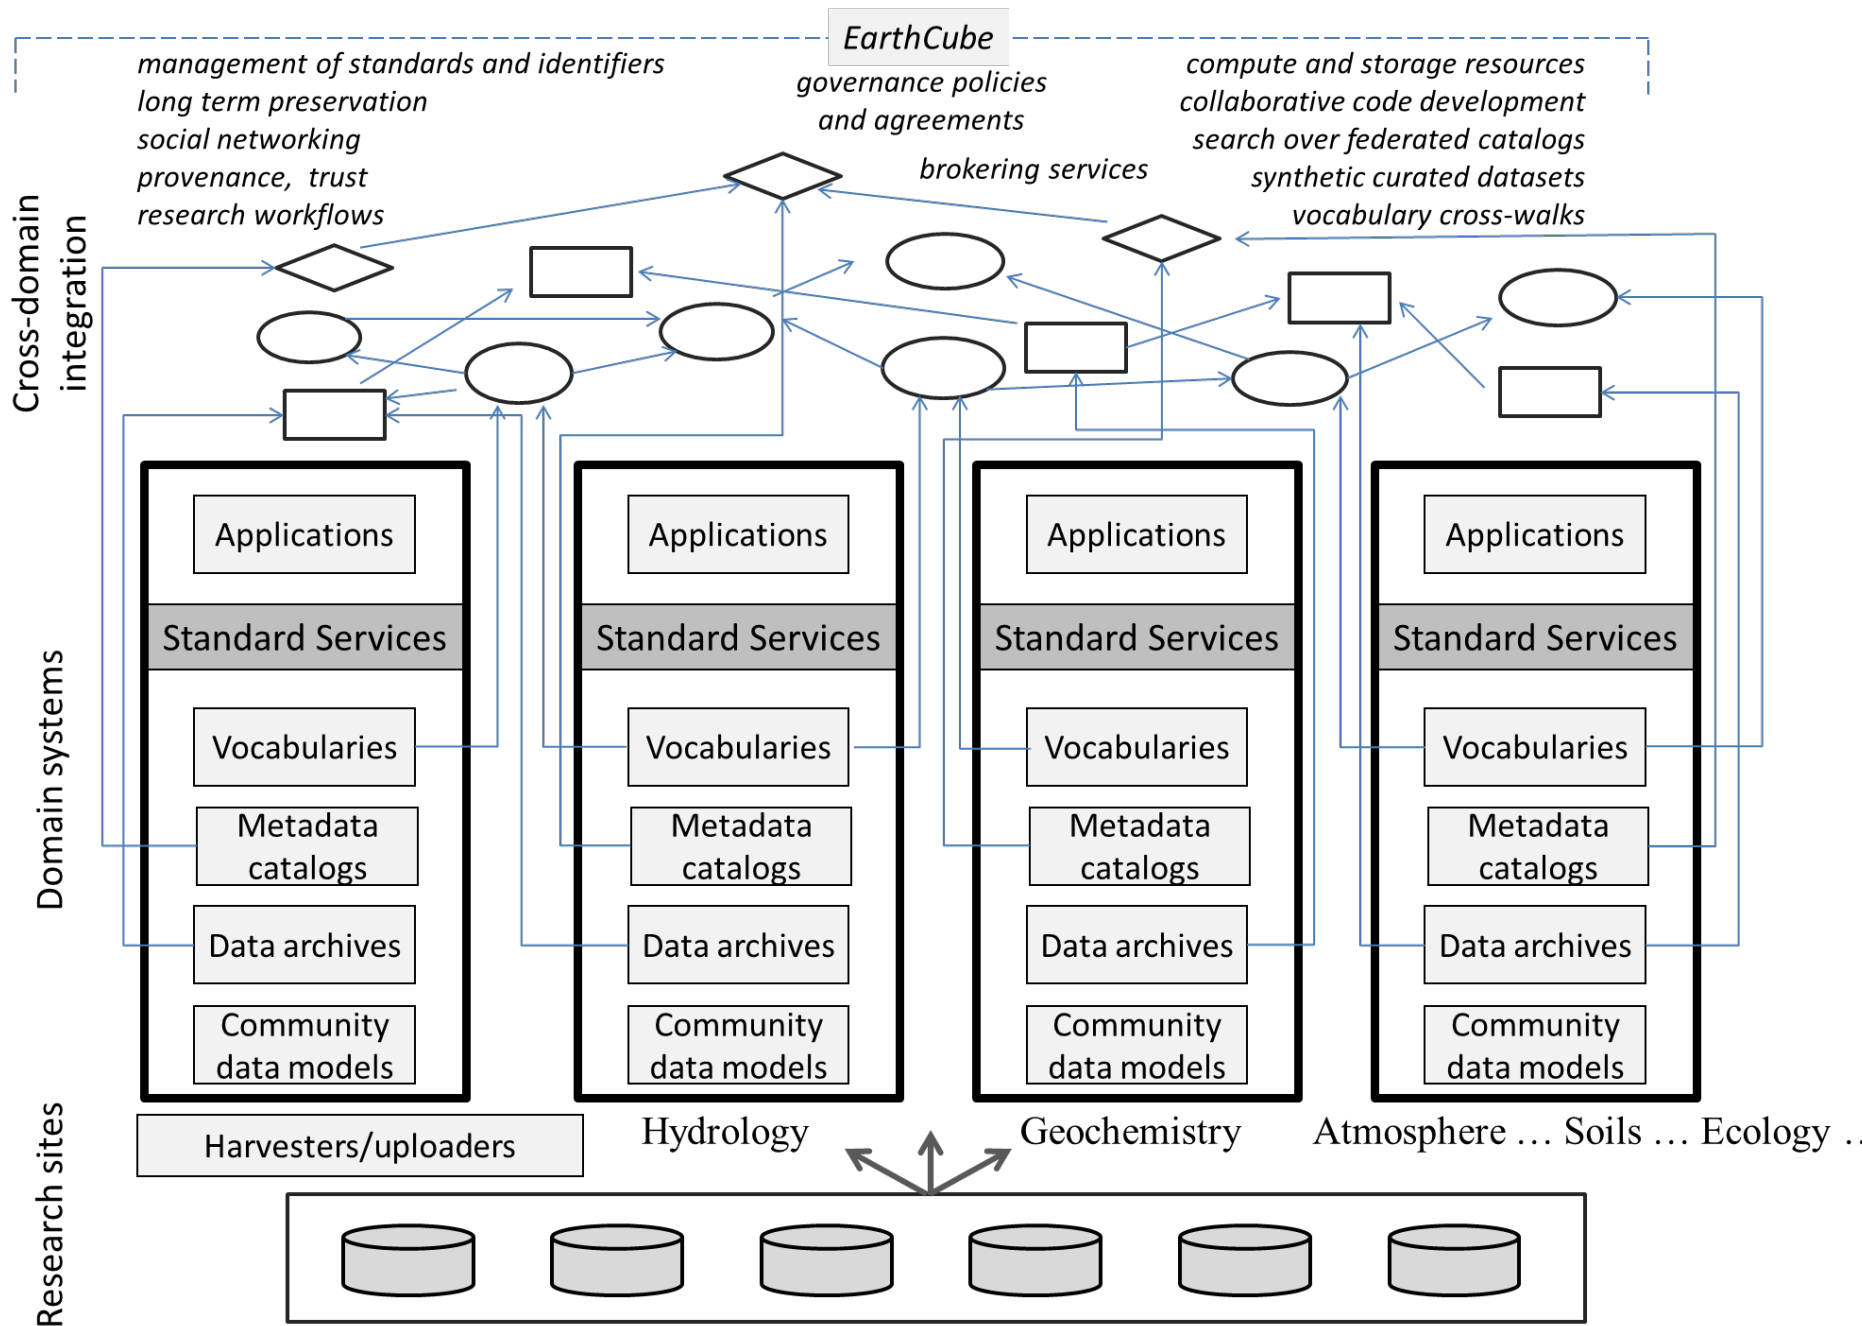 EarthCube
management of standards and identifiers
long term preservation
social networking
provenance, trust
research workflows
governance policies
and agreements
brokering services
compute and storage resources
collaborative code development
search over federated catalogs
synthetic curated datasets
vocabulary cross-walks
Cross-domain
integration
Domain systems
Research sites
Applications
Standard Services
Vocabularies
Metadata
catalogs
Data archives
Community
data models
Applications
Standard Services
Vocabularies
Metadata
catalogs
Data archives
Community
data models
Applications
Standard Services
Vocabularies
Metadata
catalogs
Data archives
Community
data models
Applications
Standard Services
Vocabularies
Metadata
catalogs
Data archives
Community
data models
Harvesters/uploaders
Hydrology
Geochemistry
Atmosphere … Soils … Ecology ..